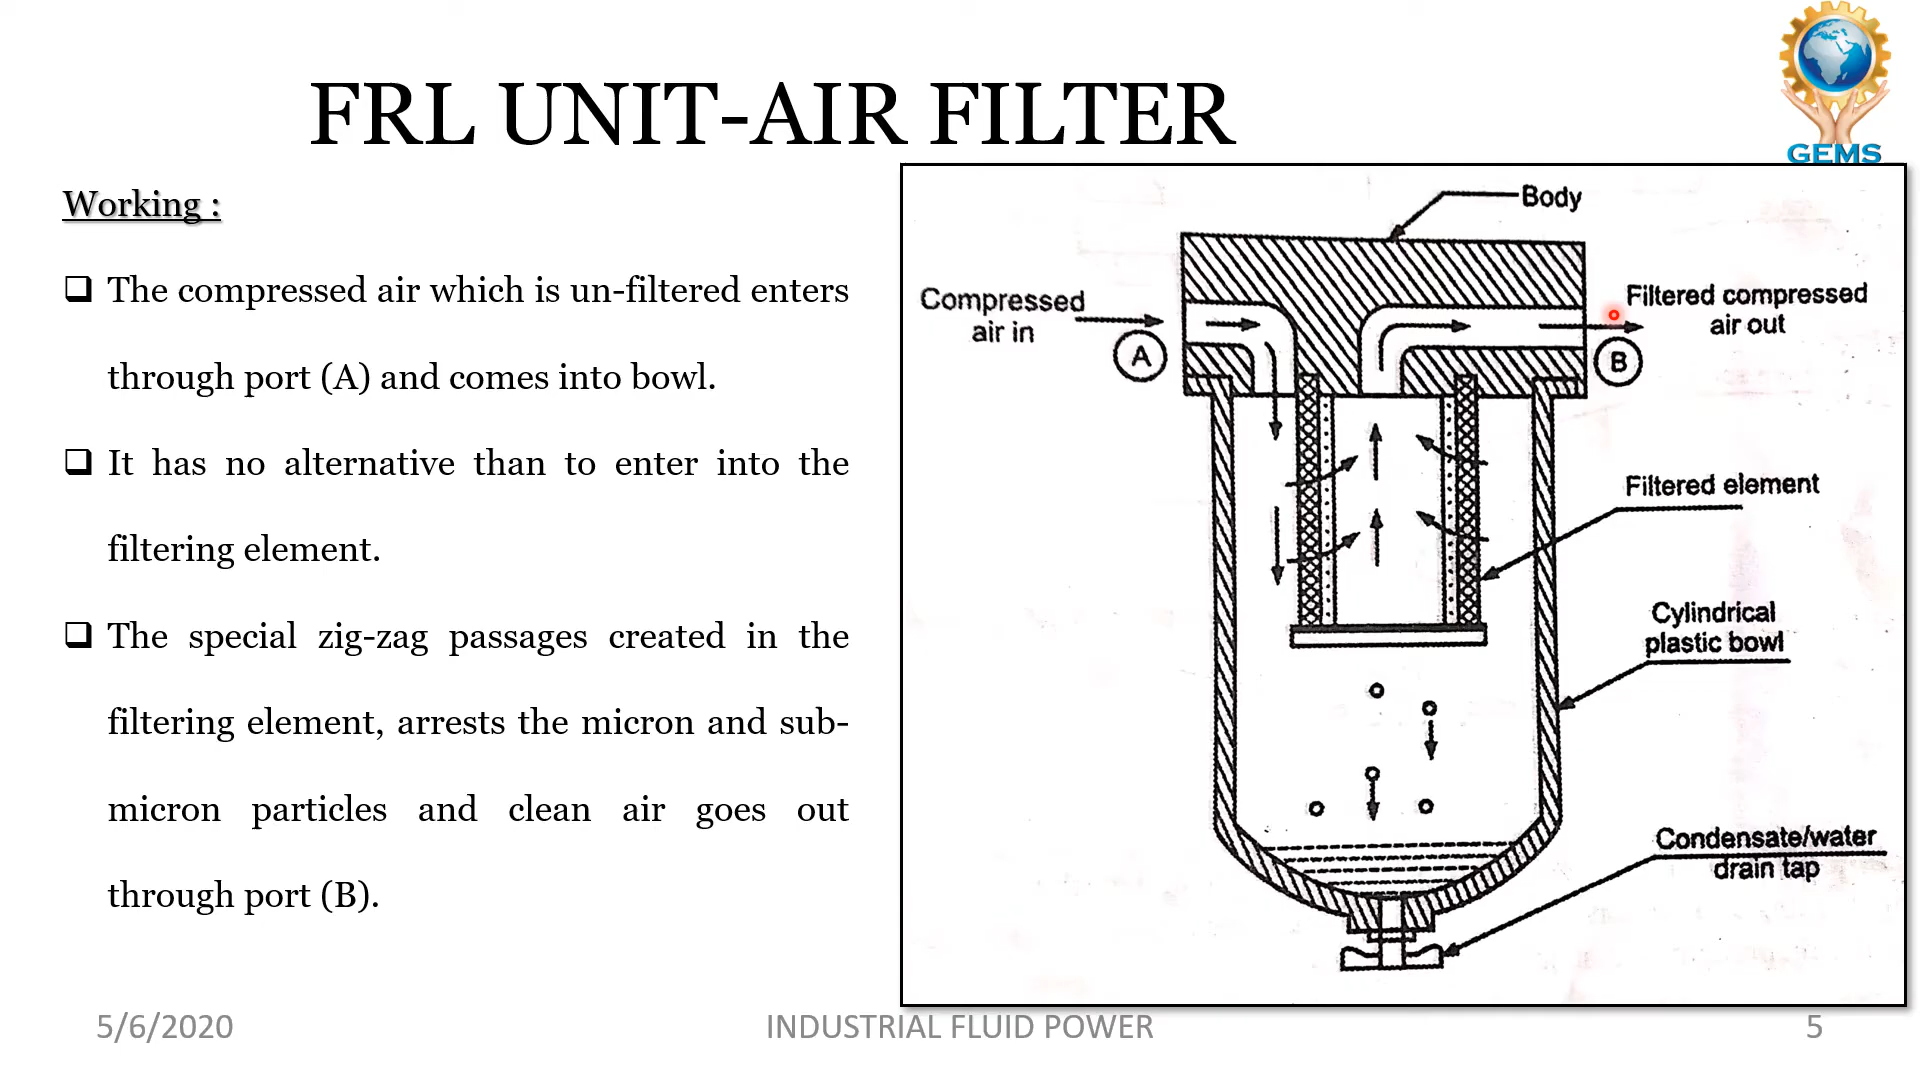 FRL UNIT-AIR FILTER
GEMS
Working :
❑ The compressed air which is un-filtered enters
through port (A) and comes into bowl.
❑ It has no alternative than to enter into the
filtering element.
❑ The special zig-zag passages created in the
filtering element, arrests the micron and sub-
micron particles and clean air goes out
through port (B).
Body
Compressed
air in
A
Filtered compressed
air out
B
Filtered element
Cylindrical
plastic bowl
Condensate/water
drain tap
5/6/2020
INDUSTRIAL FLUID POWER
5